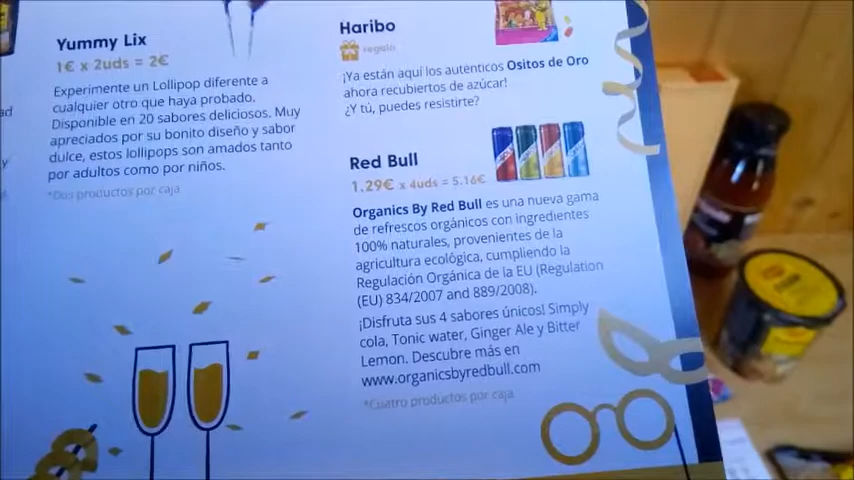 Yummy Lix
1€ x 2uds = 2€
Experimente un Lollipop diferente a
cualquier otro que haya probado.
Disponible en 20 sabores deliciosos. Muy
apreciados por su bonito diseño y sabor
dulce, estos lollipops son amados tanto
por adultos como por niños.
*Dos productos por caja
Haribo
regalo
¡Ya están aquí los auténticos Ositos de Oro
ahora recubiertos de azúcar!
¿Y tú, puedes resistirte?
Red Bull
1.29€ x 4uds = 5.16€
Organics By Red Bull es una nueva gama
de refrescos orgánicos con ingredientes
100% naturales, provenientes de la
agricultura ecológica, cumpliendo la
Regulación Orgánica de la EU (Regulation
(EU) 834/2007 and 889/2008).
¡Disfruta sus 4 sabores únicos! Simply
cola, Tonic water, Ginger Ale y Bitter
Lemon. Descubre más en
www.organicsbyredbull.com
*Cuatro productos por caja